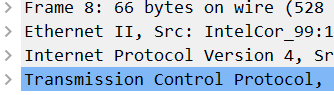 Frame 8: 66 bytes on wire (528
Ethernet II, Src: IntelCor_99:1
Internet Protocol Version 4, Sr
Transmission Control Protocol,